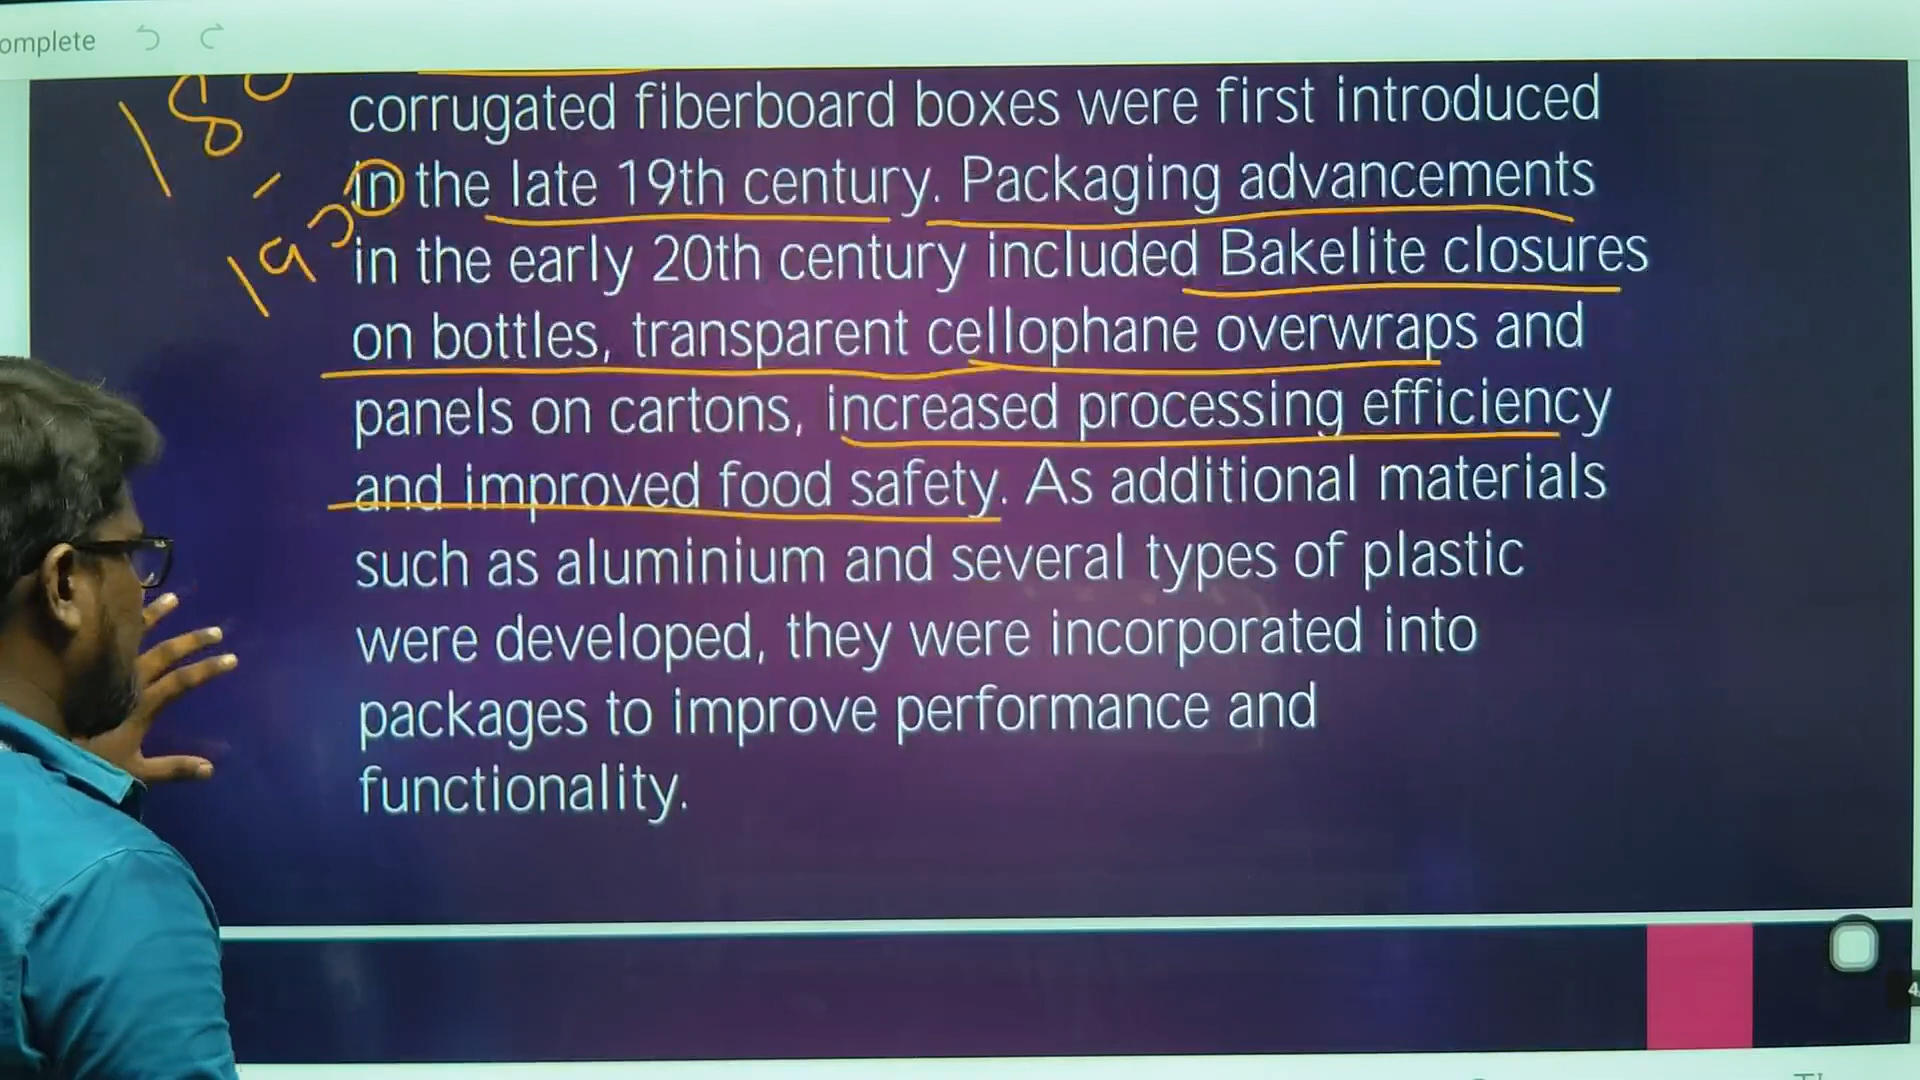 omplete
corrugated fiberboard boxes were first introduced
in the late 19th century. Packaging advancements
in the early 20th century included Bakelite closures
on bottles, transparent cellophane overwraps and
panels on cartons, increased processing efficiency
and improved food safety. As additional materials
such as aluminium and several types of plastic
were developed, they were incorporated into
packages to improve performance and
functionality.
4